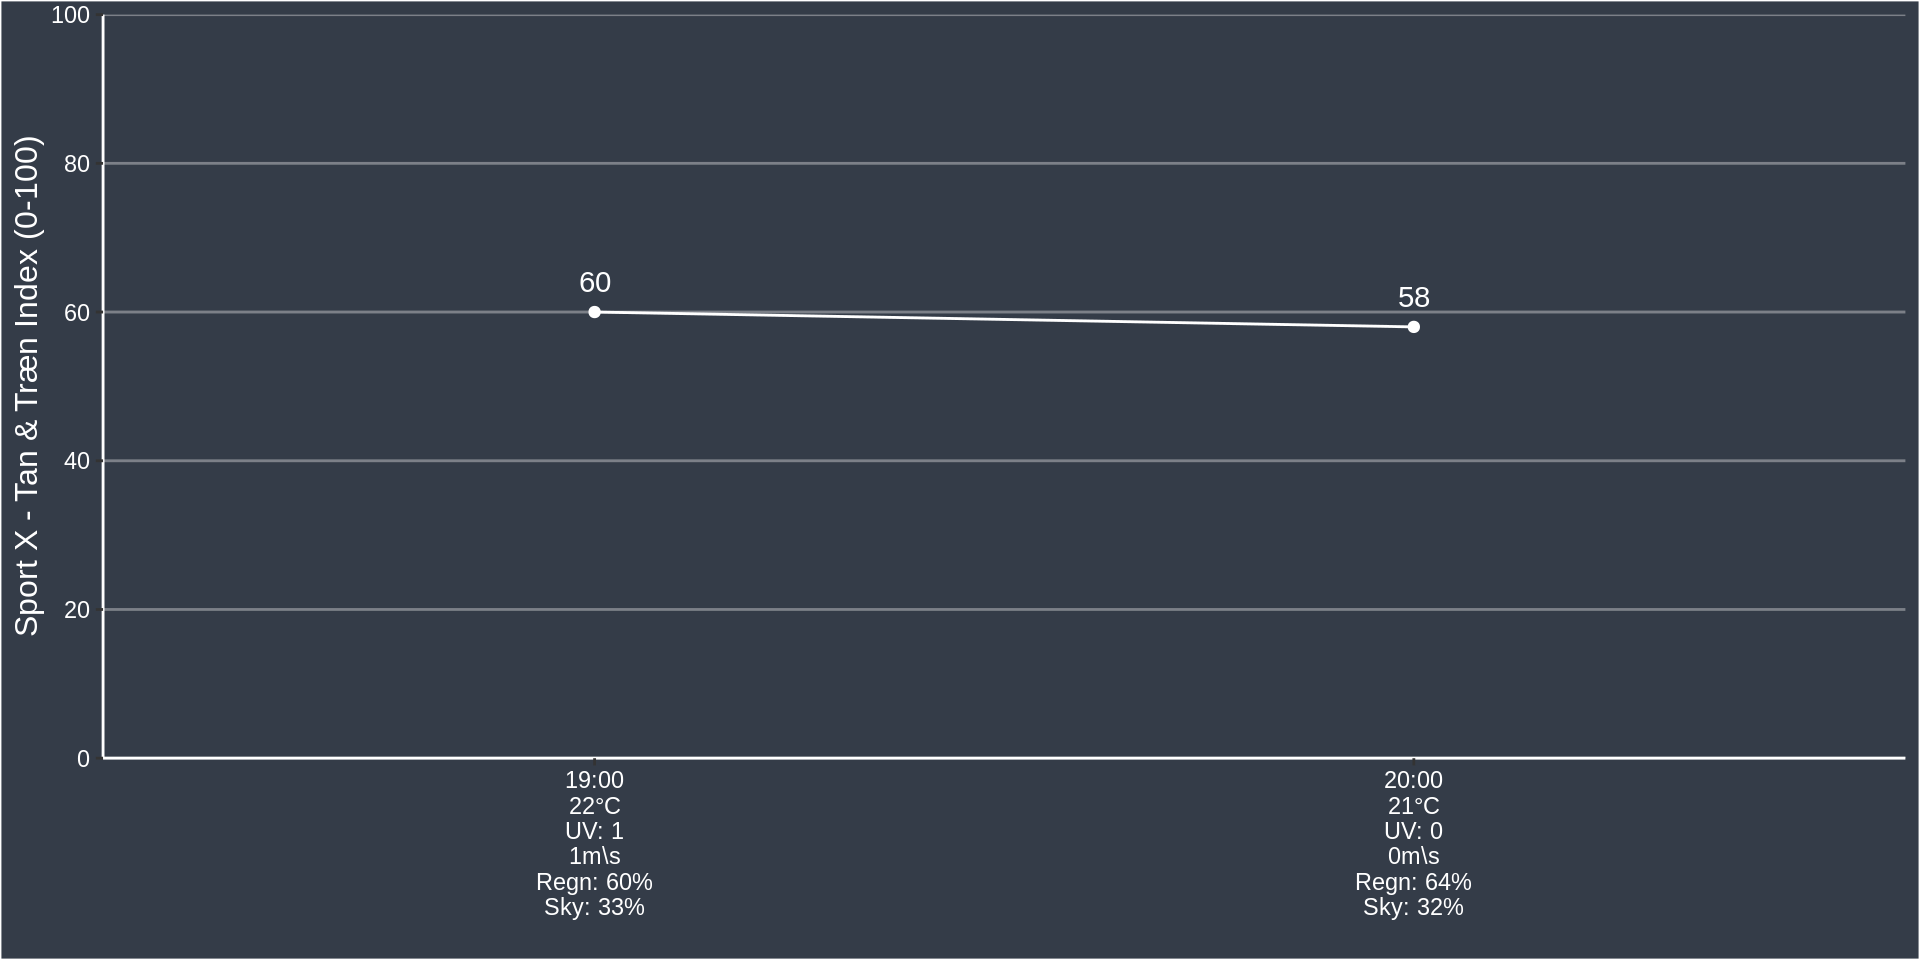 Sport X - Tan & Træn Index (0-100)
100
80
60
40
20
0
60
58
19:00
22°C
UV: 1
1m\s
Regn: 60%
Sky: 33%
20:00
21°C
UV: 0
0m\s
Regn: 64%
Sky: 32%